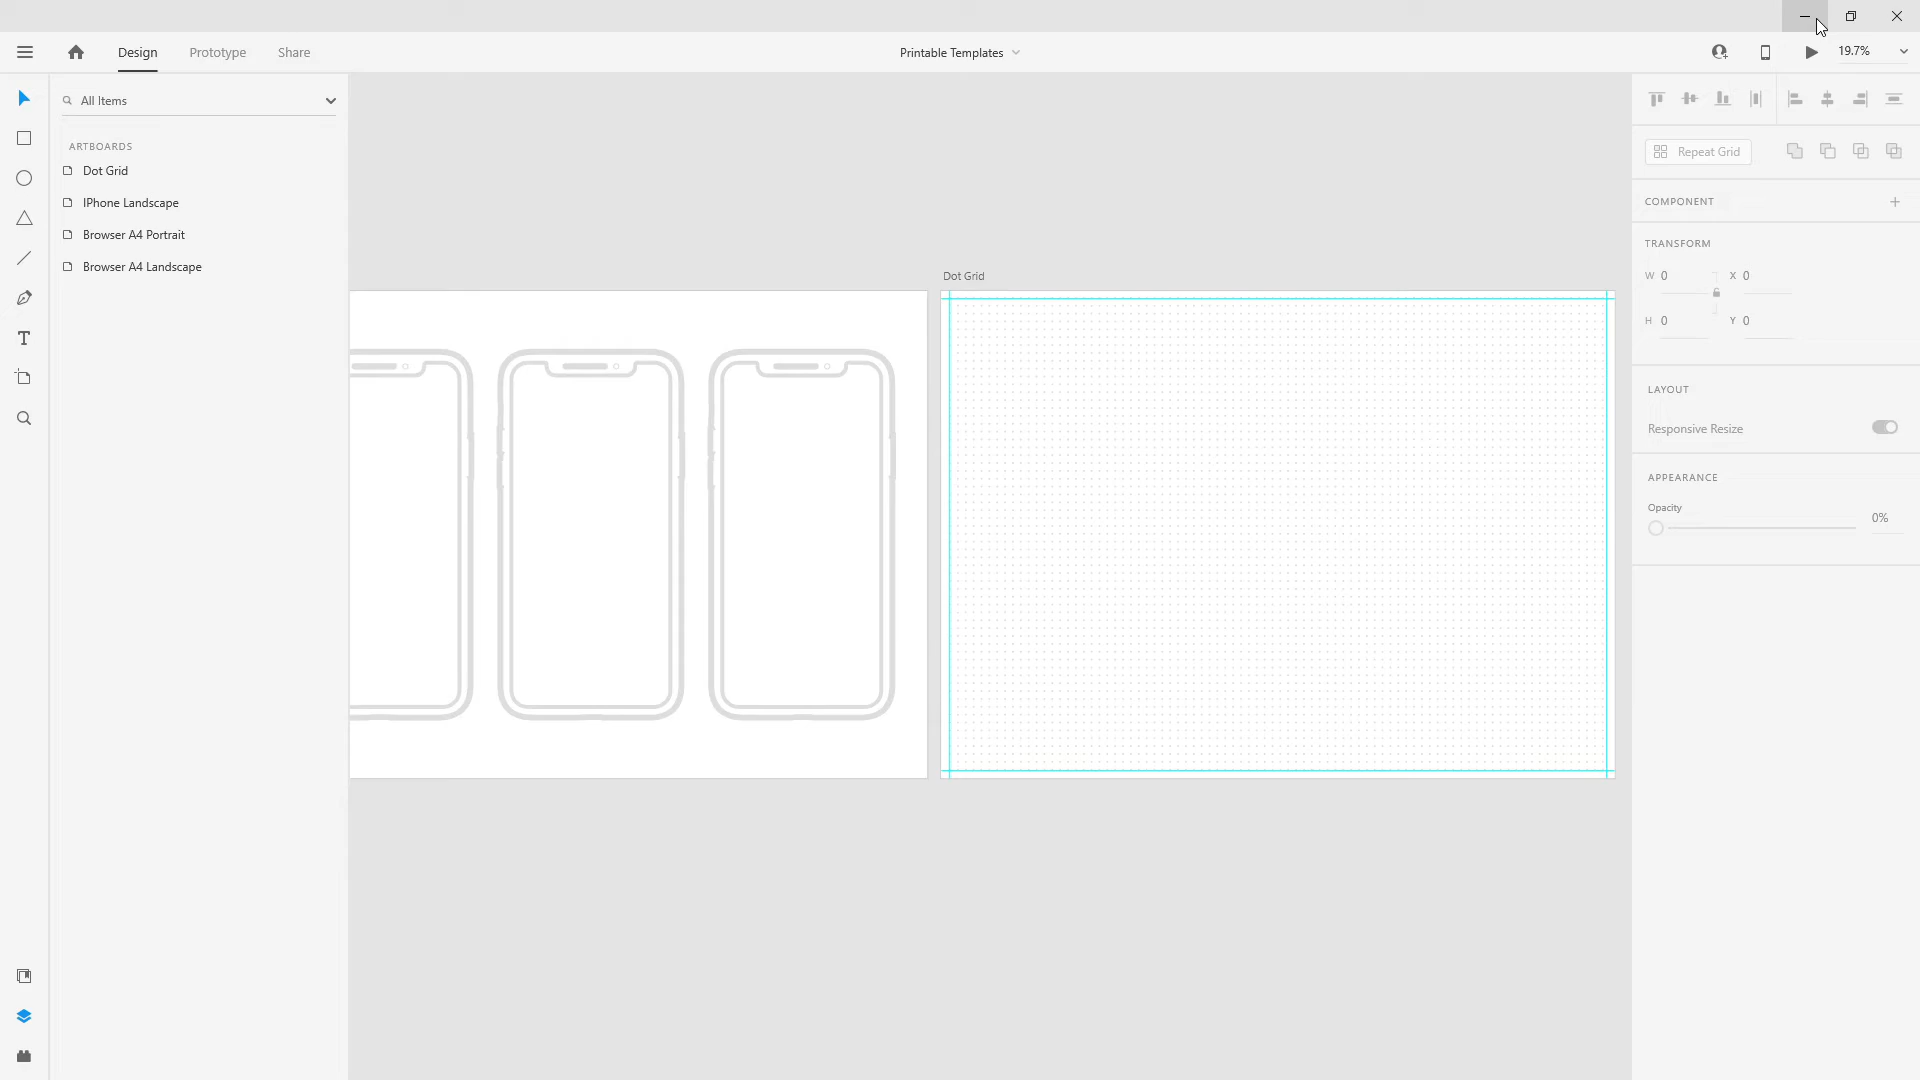 Design
Prototype
Share
Printable Templates
19.7%
All Items
ARTBOARDS
Dot Grid
IPhone Landscape
Browser A4 Portrait
Browser A4 Landscape
Dot Grid
Repeat Grid
COMPONENT
TRANSFORM
W 0 X 0
H 0 Y 0
LAYOUT
Responsive Resize
APPEARANCE
Opacity
0%